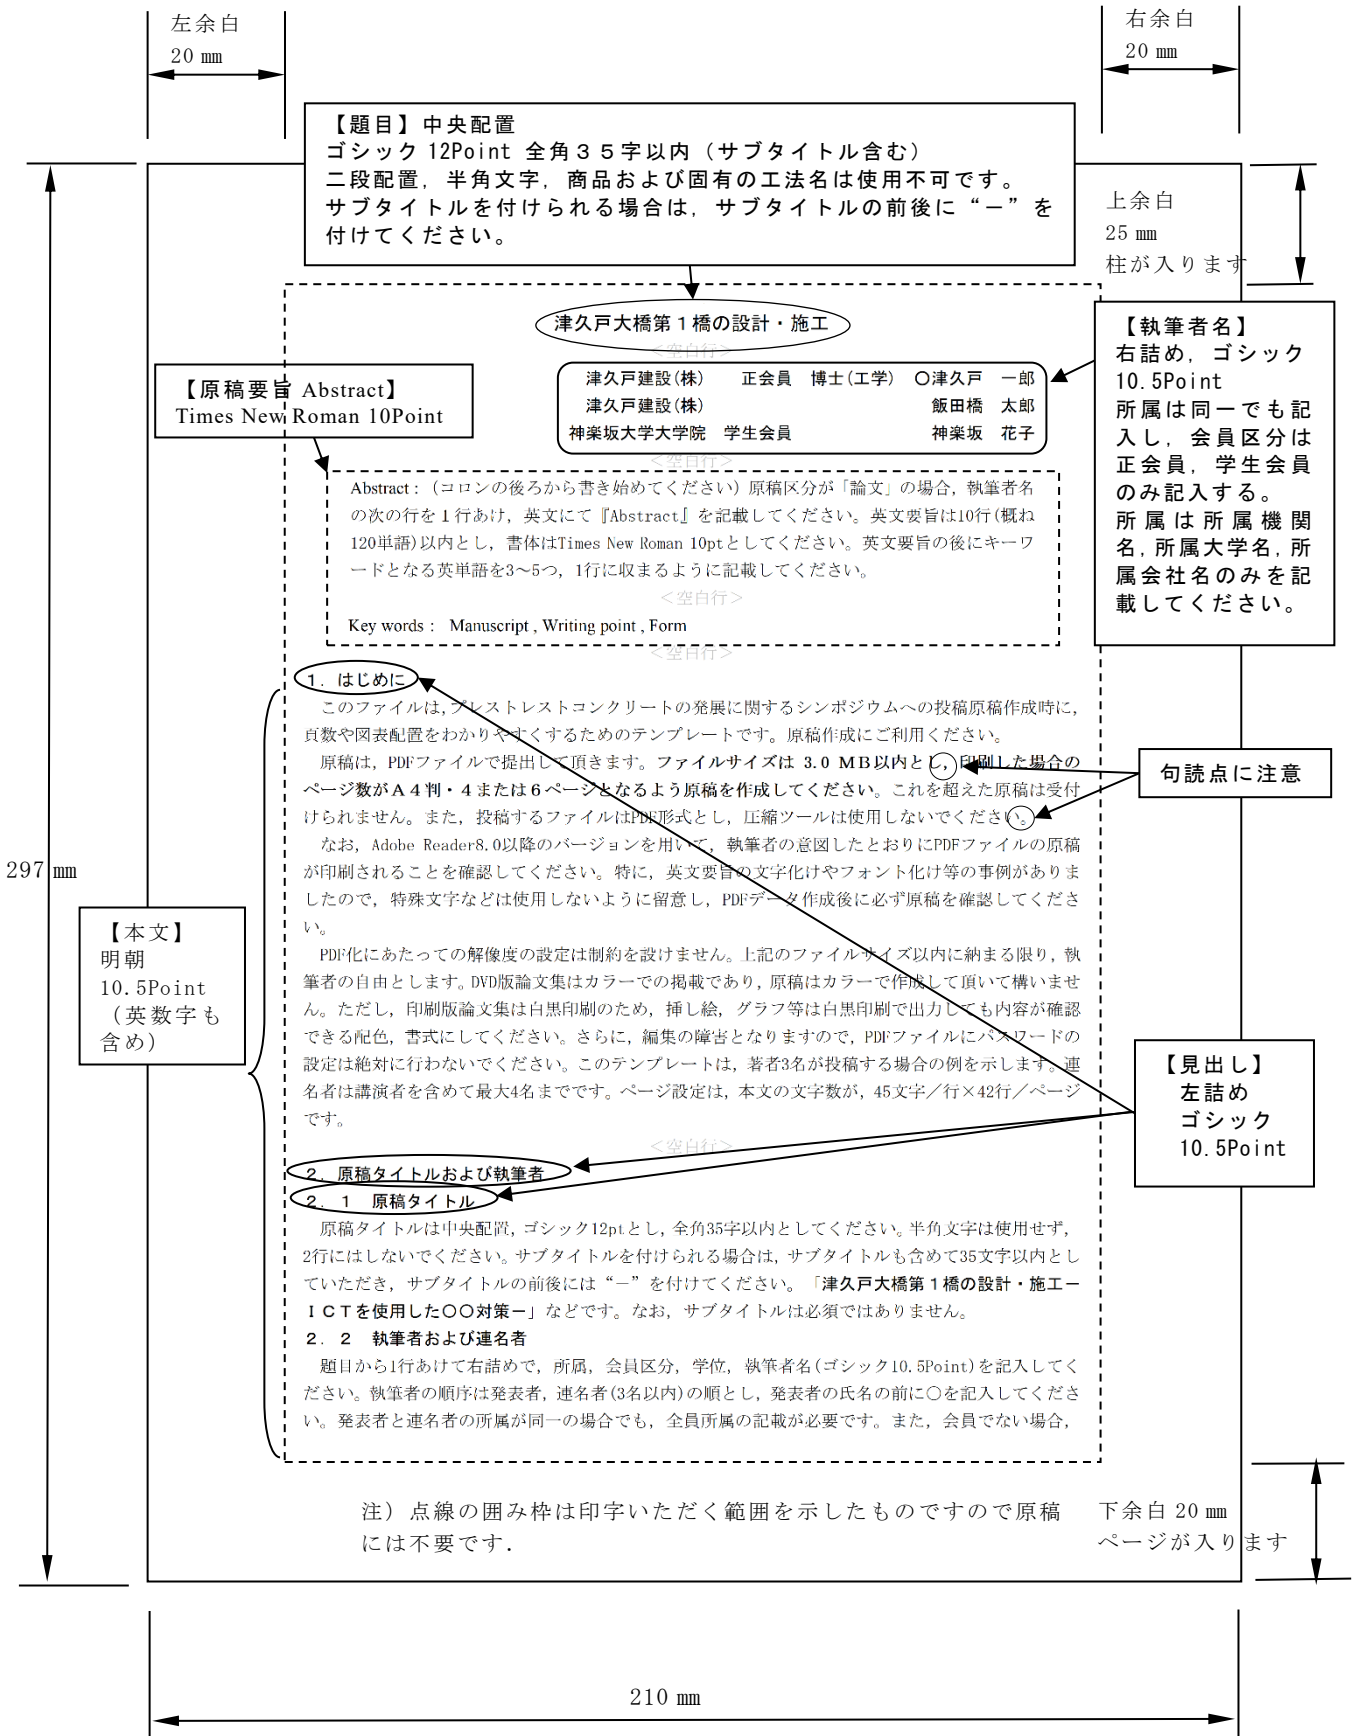 左余白
20 ㎜
右余白
20 ㎜
【題目】中央配置
ゴシック 12Point 全角３５字以内（サブタイトル含む）
二段配置，半角文字，商品および固有の工法名は使用不可です。
サブタイトルを付けられる場合は，サブタイトルの前後に“－”を
付けてください。
上余白
25 ㎜
柱が入ります
津久戸大橋第１橋の設計・施工
＜空白行＞
【執筆者名】
右詰め，ゴシック
10.5Point
所属は同一でも記
入し，会員区分は
正会員，学生会員
のみ記入する。
所属は所属機関
名，所属大学名，所
属会社名のみを記
載してください。
【原稿要旨 Abstract】
Times New Roman 10Point
津久戸建設(株)　正会員　博士(工学)　○津久戸　一郎
津久戸建設(株)　飯田橋　太郎
神楽坂大学大学院　学生会員　神楽坂　花子
＜空白行＞
Abstract：（コロンの後ろから書き始めてください）原稿区分が「論文」の場合，執筆者名
の次の行を１行あけ，英文にて『Abstract』を記載してください。英文要旨は10行(概ね
120単語)以内とし，書体はTimes New Roman 10ptとしてください。英文要旨の後にキーワ
ードとなる英単語を3～5つ，1行に収まるように記載してください。
＜空白行＞
Key words： Manuscript , Writing point , Form
＜空白行＞
１．はじめに
このファイルは，プレストレストコンクリートの発展に関するシンポジウムへの投稿原稿作成時に，
頁数や図表配置をわかりやすくするためのテンプレートです。原稿作成にご利用ください。
原稿は，PDFファイルで提出して頂きます。ファイルサイズは 3.0 MB以内とし，印刷した場合の
ページ数がＡ４判・４または６ページとなるよう原稿を作成してください。これを超えた原稿は受付
けられません。また，投稿するファイルはPDF形式とし，圧縮ツールは使用しないでください。
句読点に注意
なお，Adobe Reader8.0以降のバージョンを用いて，執筆者の意図したとおりにPDFファイルの原稿
が印刷されることを確認してください。特に，英文要旨の文字化けやフォント化け等の事例がありま
したので，特殊文字などは使用しないように留意し，PDFデータ作成後に必ず原稿を確認してくださ
い。
297 ㎜
【本文】
明朝
10.5Point
（英数字も
含め）
PDF化にあたっての解像度の設定は制約を設けません。上記のファイルサイズ以内に納まる限り，執
筆者の自由とします。DVD版論文集はカラーでの掲載であり，原稿はカラーで作成して頂いて構いませ
ん。ただし，印刷版論文集は白黒印刷のため，挿し絵，グラフ等は白黒印刷で出力しても内容が確認
できる配色，書式にしてください。さらに，編集の障害となりますので，PDFファイルにパスワードの
設定は絶対に行わないでください。このテンプレートは，著者3名が投稿する場合の例を示します。連
名者は講演者を含めて最大4名までです。ページ設定は，本文の文字数が，45文字／行×42行／ページ
です。
【見出し】
左詰め
ゴシック
10.5Point
＜空白行＞
２．原稿タイトルおよび執筆者
２．１　原稿タイトル
原稿タイトルは中央配置，ゴシック12ptとし，全角35字以内としてください。半角文字は使用せず，
2行にはしないでください。サブタイトルを付けられる場合は，サブタイトルも含めて35文字以内とし
ていただき，サブタイトルの前後には“－”を付けてください。「津久戸大橋第１橋の設計・施工－
ＩＣＴを使用した○○対策－」などです。なお，サブタイトルは必須ではありません。
２．２　執筆者および連名者
題目から1行あけて右詰めで，所属，会員区分，学位，執筆者名(ゴシック10.5Point)を記入してく
ださい。執筆者の順序は発表者，連名者(3名以内)の順とし，発表者の氏名の前に○を記入してくださ
い。発表者と連名者の所属が同一の場合でも，全員所属の記載が必要です。また，会員でない場合，
注）点線の囲み枠は印字いただく範囲を示したものですので原稿
には不要です．
下余白 20 ㎜
ページが入ります
210 ㎜